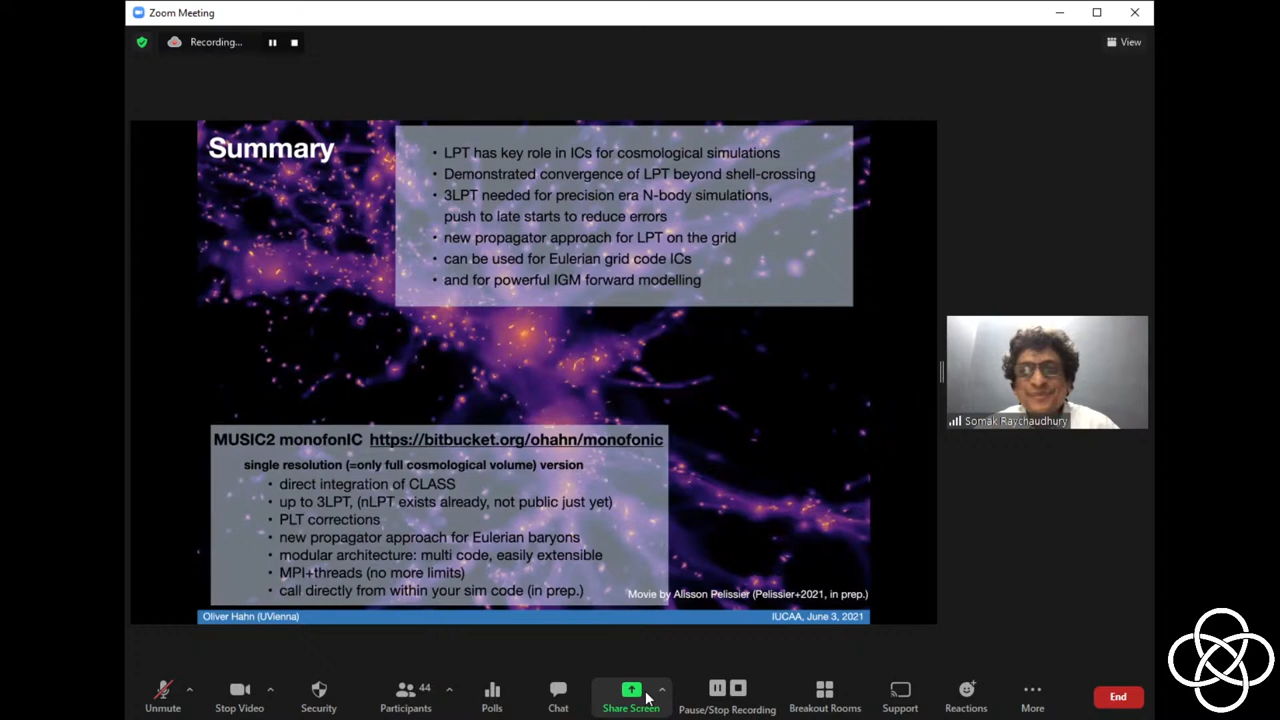 Zoom Meeting
Recording...
View
Summary
• LPT has key role in ICs for cosmological simulations
• Demonstrated convergence of LPT beyond shell-crossing
• 3LPT needed for precision era N-body simulations,
push to late starts to reduce errors
• new propagator approach for LPT on the grid
• can be used for Eulerian grid code ICs
• and for powerful IGM forward modelling
Somak Raychaudhury
MUSIC2 monofonIC https://bitbucket.org/ohahn/monofonic
single resolution (=only full cosmological volume) version
• direct integration of CLASS
• up to 3LPT, (nLPT exists already, not public just yet)
• PLT corrections
• new propagator approach for Eulerian baryons
• modular architecture: multi code, easily extensible
• MPI+threads (no more limits)
• call directly from within your sim code (in prep.)
Movie by Alisson Pelissier (Pelissier+2021, in prep.)
Oliver Hahn (UVienna)
IUCAA, June 3, 2021
44
Unmute
Stop Video
Security
Participants
Polls
Chat
Share Screen
Pause/Stop Recording
Breakout Rooms
Support
Reactions
More
End